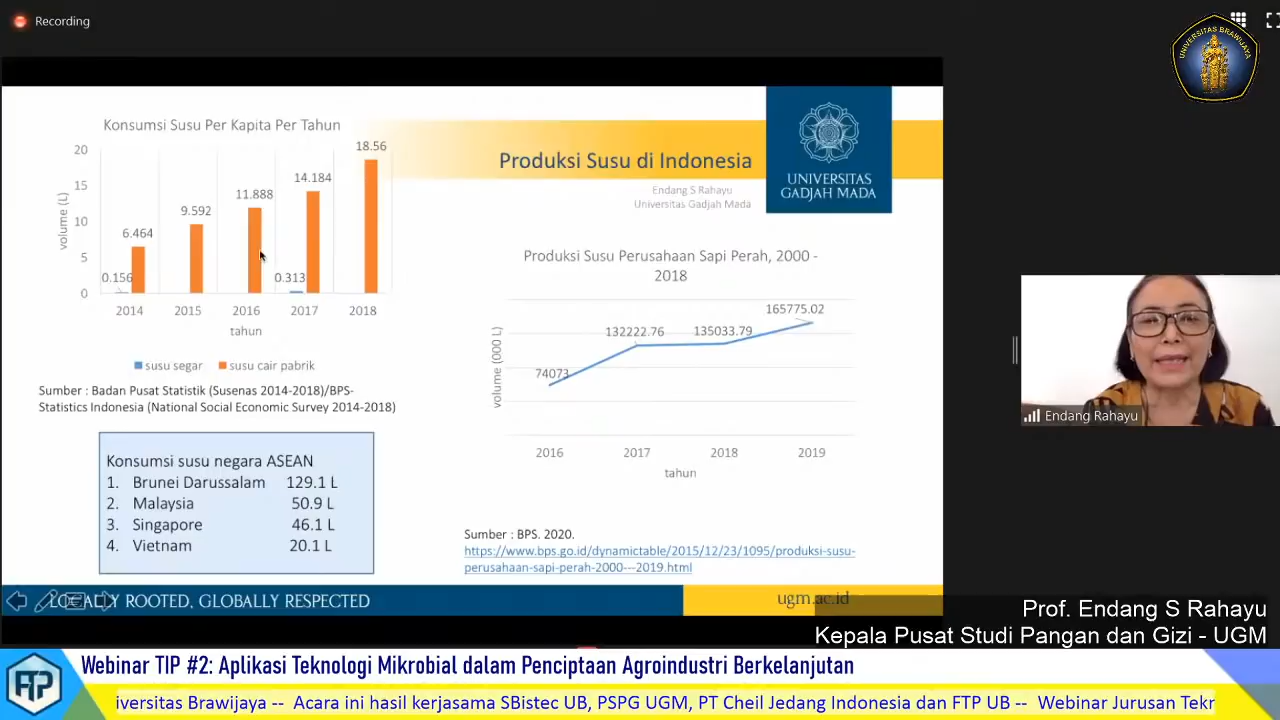 Recording
UNIVERSITAS BRAWIJAYA
Konsumsi Susu Per Kapita Per Tahun
20
15
10
5
0
volume (L)
0.156
6.464
9.592
11.888
0.313
14.184
18.56
2014
2015
2016
2017
2018
tahun
susu segar
susu cair pabrik
Sumber : Badan Pusat Statistik (Susenas 2014-2018)/BPS-
Statistics Indonesia (National Social Economic Survey 2014-2018)
Konsumsi susu negara ASEAN
1. Brunei Darussalam 129.1 L
2. Malaysia 50.9 L
3. Singapore 46.1 L
4. Vietnam 20.1 L
Produksi Susu di Indonesia
Endang S Rahayu
Universitas Gadjah Mada
UNIVERSITAS
GADJAH MADA
Produksi Susu Perusahaan Sapi Perah, 2000 -
2018
volume (000 L)
74073
132222.76
135033.79
165775.02
2016
2017
2018
2019
tahun
Sumber : BPS. 2020.
https://www.bps.go.id/dynamictable/2015/12/23/1095/produksi-susu-
perusahaan-sapi-perah-2000---2019.html
LOCALLY ROOTED, GLOBALLY RESPECTED
ugm.ac.id
Endang Rahayu
Prof. Endang S Rahayu
Kepala Pusat Studi Pangan dan Gizi - UGM
Webinar TIP #2: Aplikasi Teknologi Mikrobial dalam Penciptaan Agroindustri Berkelanjutan
iversitas Brawijaya -- Acara ini hasil kerjasama SBistec UB, PSPG UGM, PT Cheil Jedang Indonesia dan FTP UB -- Webinar Jurusan Tekr